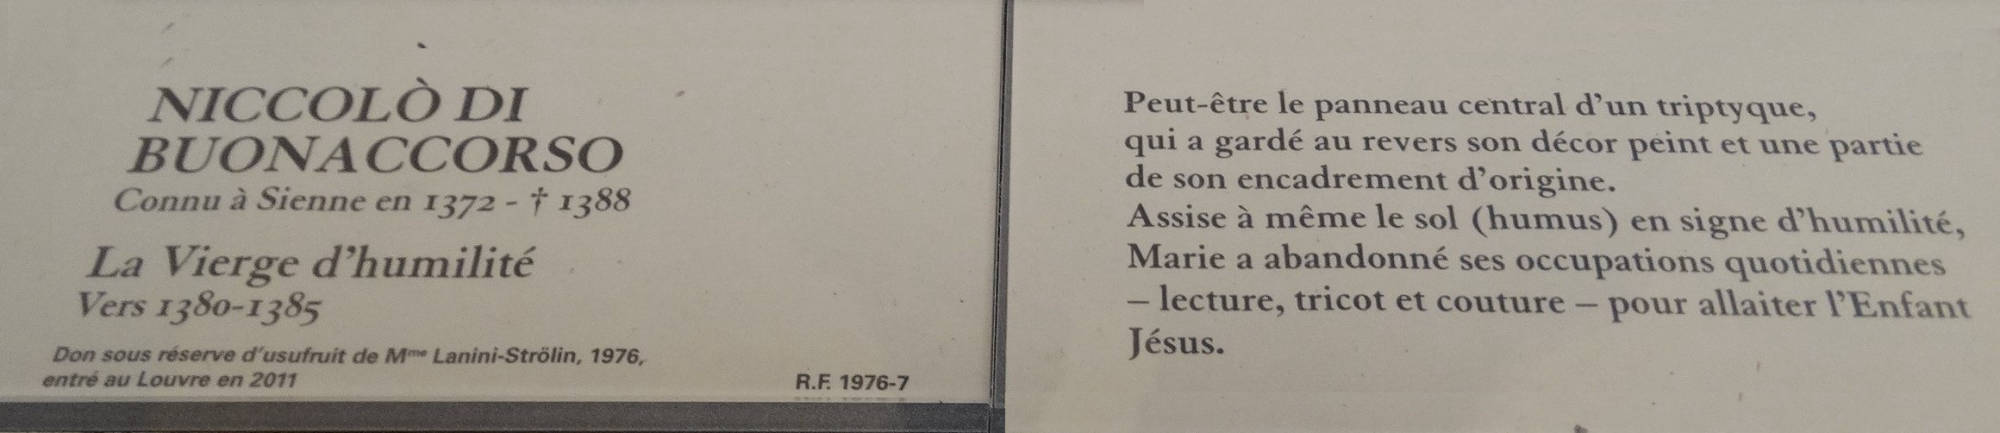 NICCOLÒ DI
BUONACCORSO
Connu à Sienne en 1372 - † 1388
La Vierge d'humilité
Vers 1380-1385
Don sous réserve d'usufruit de Mme Lanini-Strölin, 1976,
entré au Louvre en 2011
R.F. 1976-7
Peut-être le panneau central d'un triptyque,
qui a gardé au revers son décor peint et une partie
de son encadrement d'origine.
Assise à même le sol (humus) en signe d'humilité,
Marie a abandonné ses occupations quotidiennes
– lecture, tricot et couture – pour allaiter l'Enfant
Jésus.